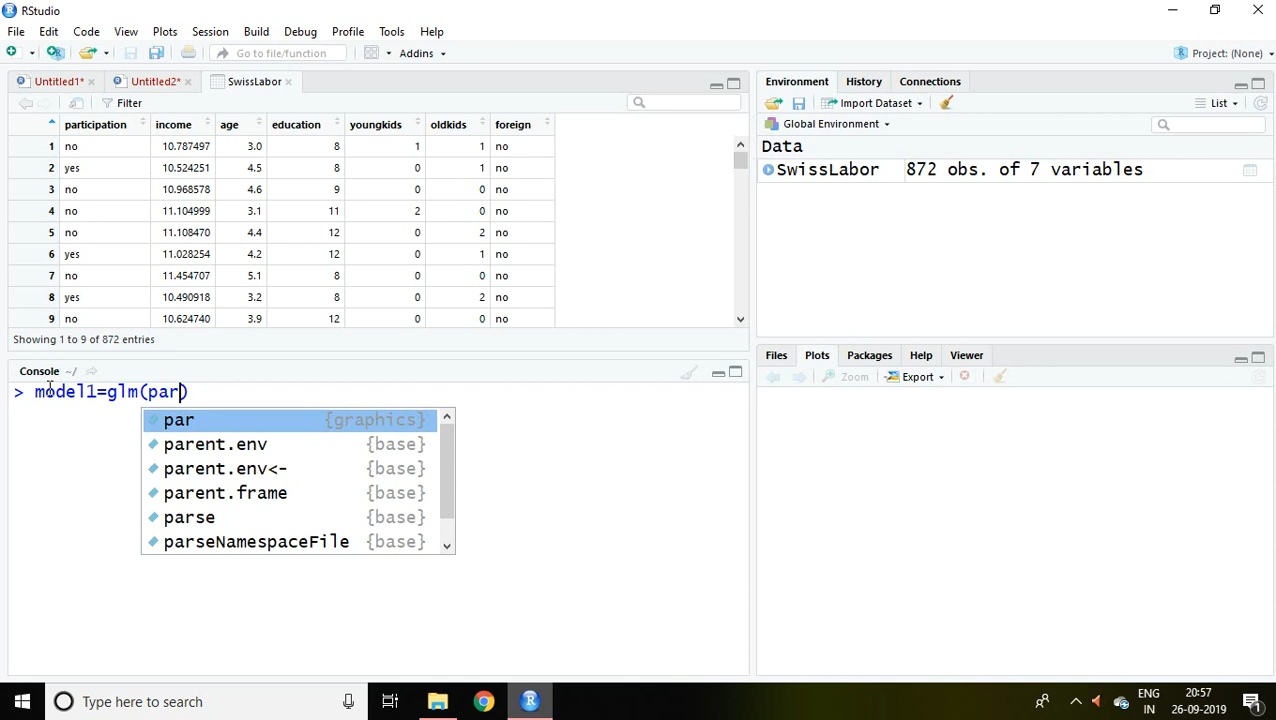 RStudio
File Edit Code View Plots Session Build Debug Profile Tools Help
Go to file/function Addins Project: (None)
Untitled1* Untitled2* SwissLabor
Filter
participation income age education youngkids oldkids foreign
1 no 10.787497 3.0 8 1 1 no
2 yes 10.524251 4.5 8 0 1 no
3 no 10.968578 4.6 9 0 0 no
4 no 11.104999 3.1 11 2 0 no
5 no 11.108470 4.4 12 0 2 no
6 yes 11.028254 4.2 12 0 1 no
7 no 11.454707 5.1 8 0 0 no
8 yes 10.490918 3.2 8 0 2 no
9 no 10.624740 3.9 12 0 0 no
Showing 1 to 9 of 872 entries
Console ~/
> model1=glm(par)
par {graphics}
parent.env {base}
parent.env<- {base}
parent.frame {base}
parse {base}
parseNamespaceFile {base}
Environment History Connections
Import Dataset List
Global Environment
Data
SwissLabor 872 obs. of 7 variables
Files Plots Packages Help Viewer
Zoom Export
Type here to search
ENG
IN
20:57
26-09-2019
1